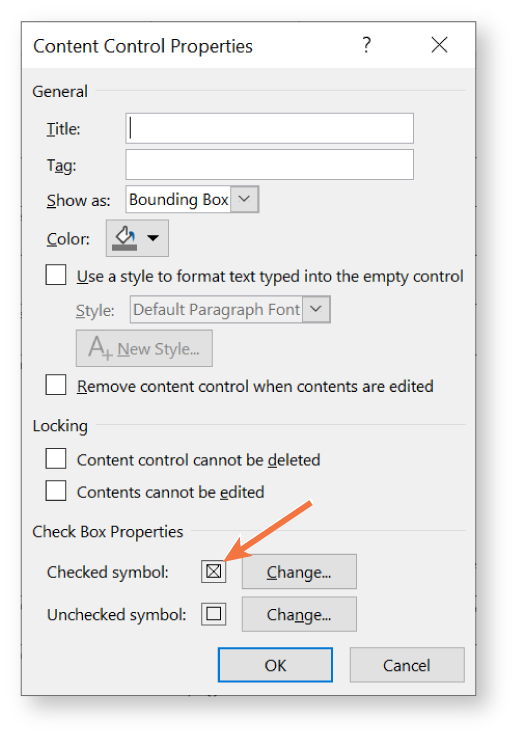 Content Control Properties ?
General
Title:
Tag:
Show as: Bounding Box
Color:
Use a style to format text typed into the empty control
Style: Default Paragraph Font
New Style...
Remove content control when contents are edited
Locking
Content control cannot be deleted
Contents cannot be edited
Check Box Properties
Checked symbol: ☒ Change...
Unchecked symbol: ☐ Change...
OK Cancel